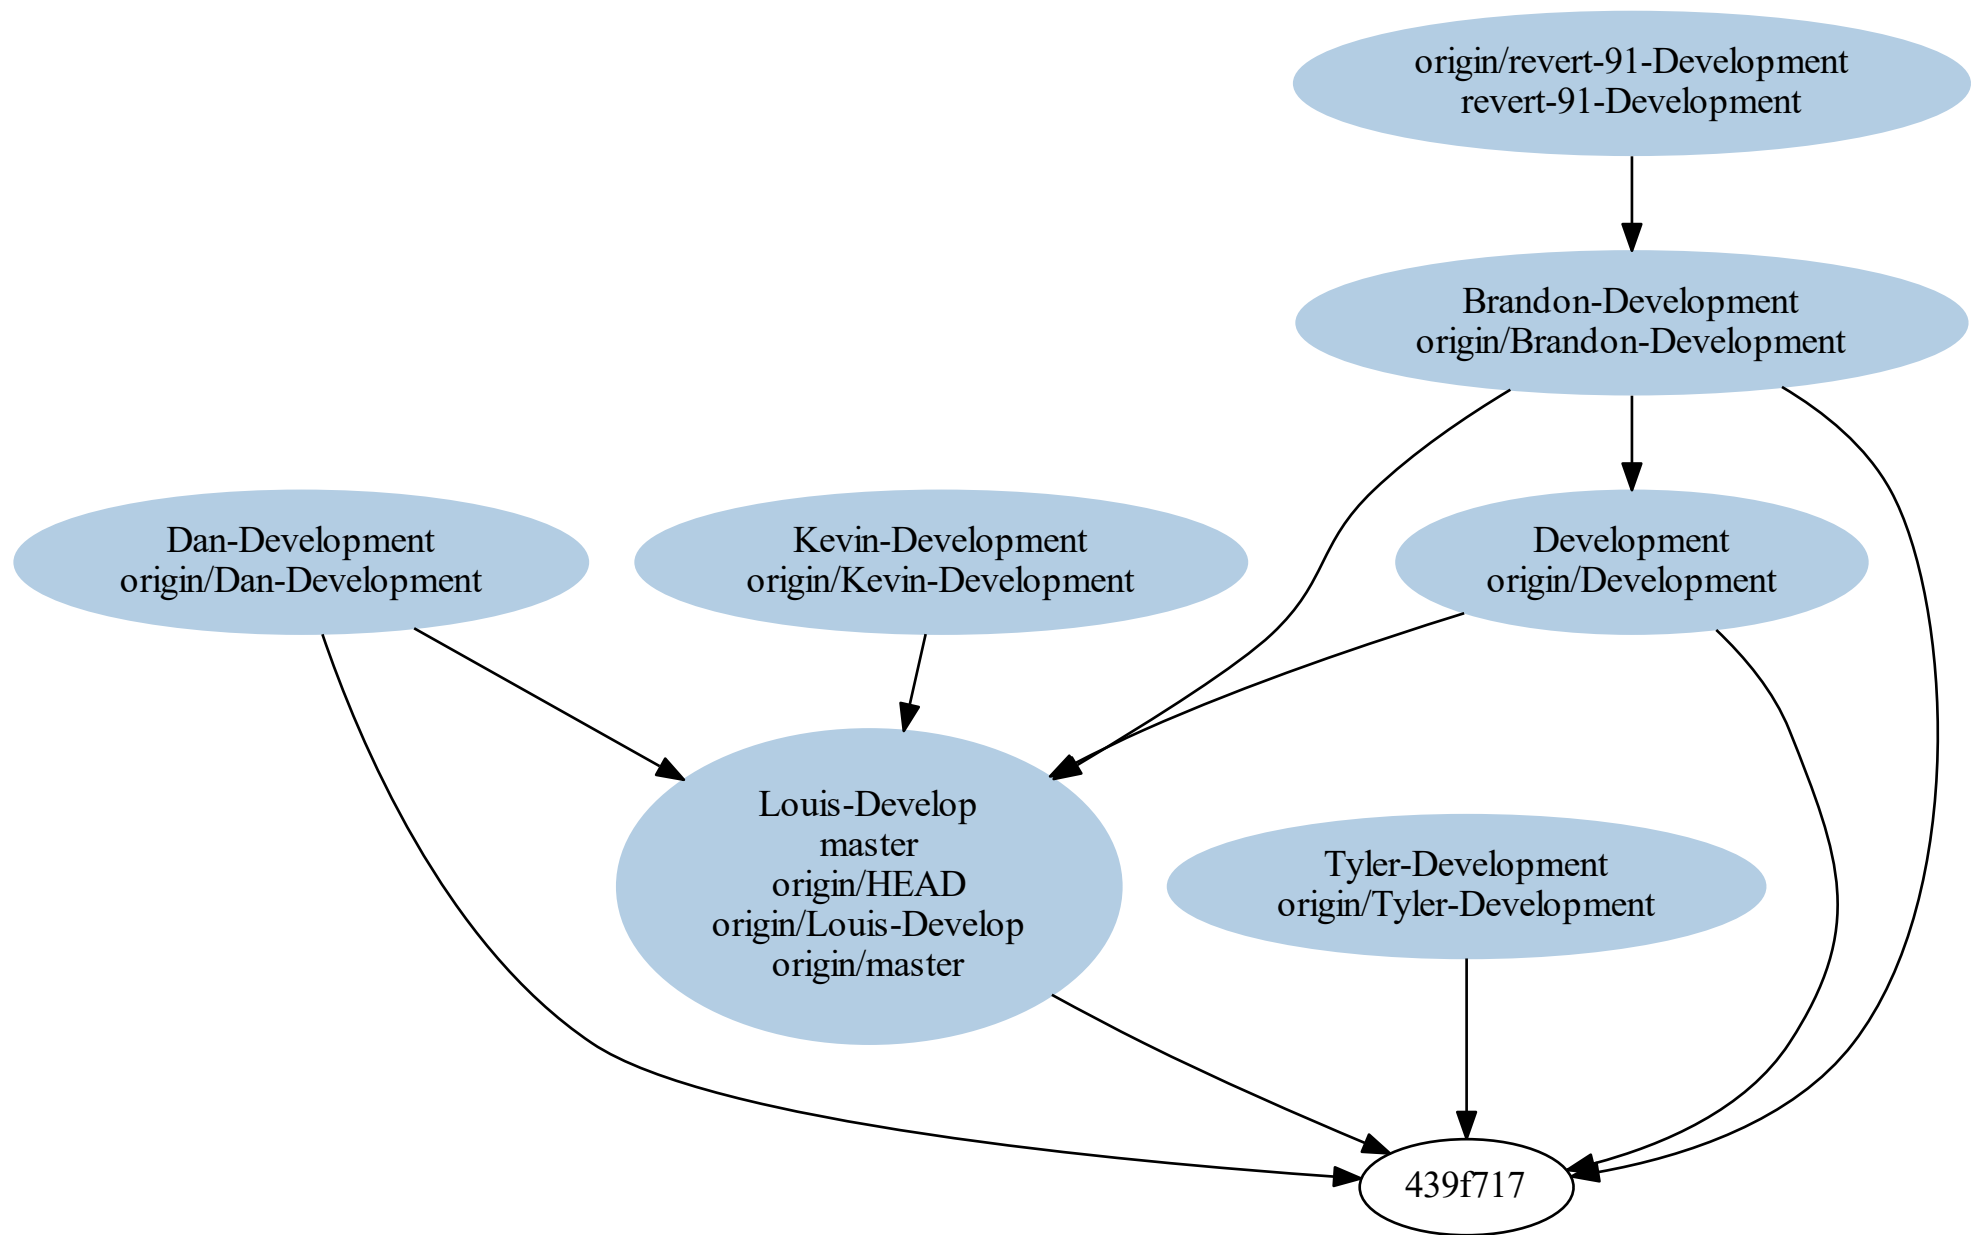 origin/revert-91-Development
revert-91-Development
Brandon-Development
origin/Brandon-Development
Dan-Development
origin/Dan-Development
Kevin-Development
origin/Kevin-Development
Development
origin/Development
Louis-Develop
master
origin/HEAD
origin/Louis-Develop
origin/master
Tyler-Development
origin/Tyler-Development
439f717